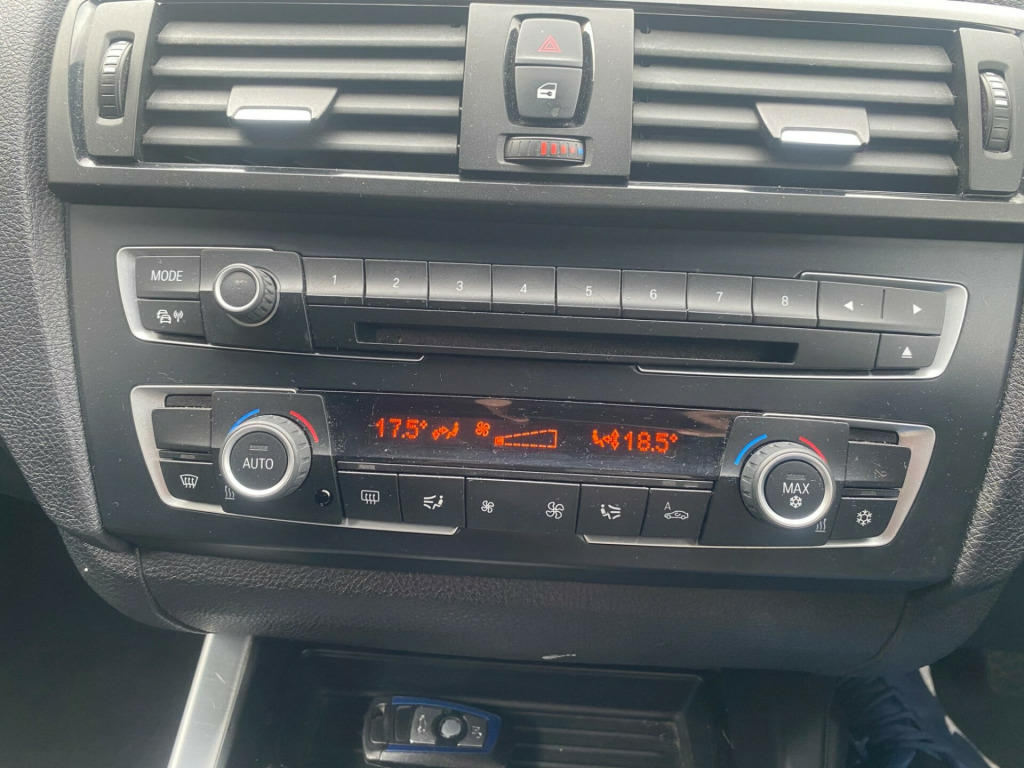 MODE 1 2 3 4 5 6 7 8
17.5° 18.5°
AUTO MAX
A